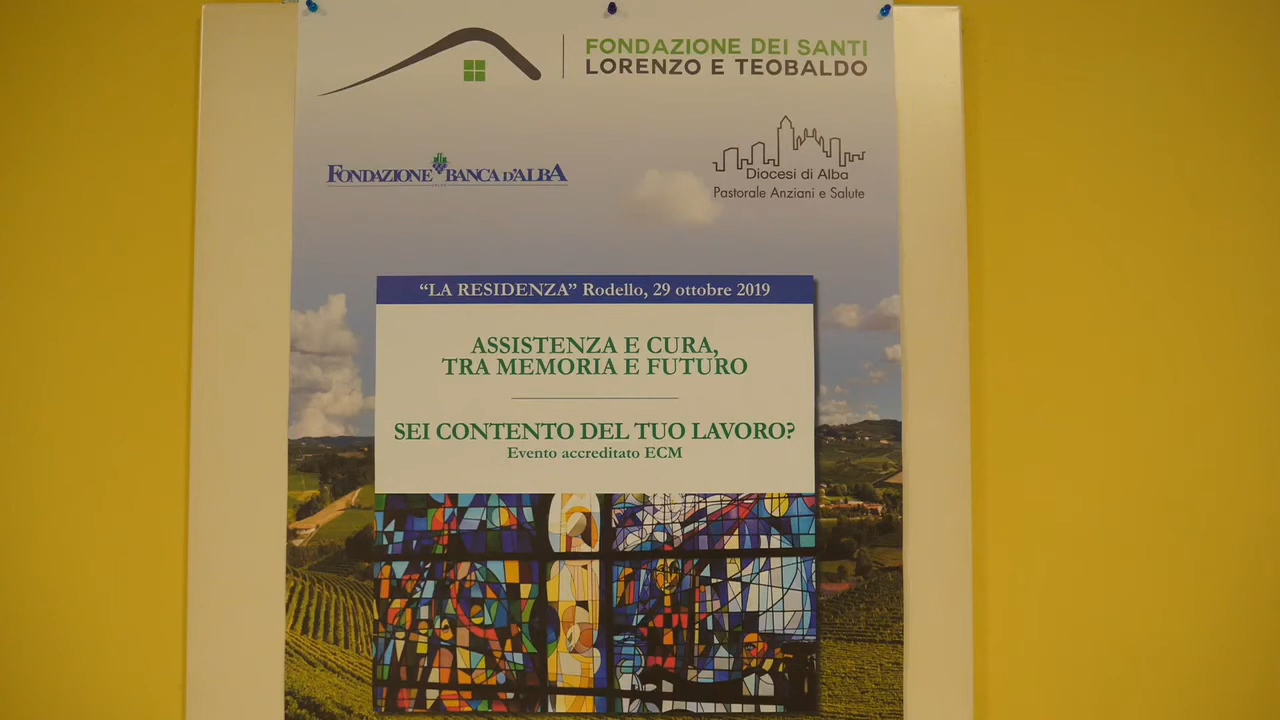 FONDAZIONE DEI SANTI
LORENZO E TEOBALDO
FONDAZIONE BANCA D'ALBA
Diocesi di Alba
Pastorale Anziani e Salute
“LA RESIDENZA” Rodello, 29 ottobre 2019
ASSISTENZA E CURA,
TRA MEMORIA E FUTURO
SEI CONTENTO DEL TUO LAVORO?
Evento accreditato ECM